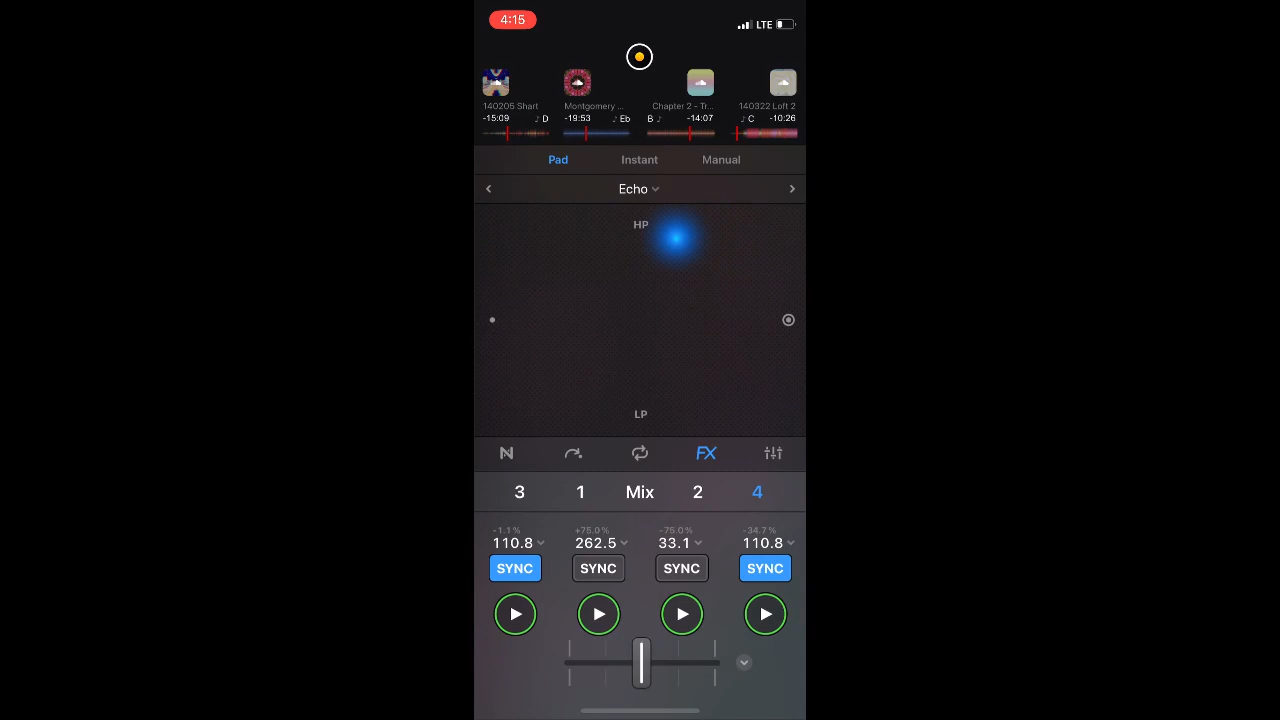 4:15 LTE
140205 Shart Montgomery ... Chapter 2 - Tr... 140322 Loft 2
-15:09 ♪ D -19:53 ♪ Eb B ♪ -14:07 ♪ C -10:26
Pad Instant Manual
Echo
HP
LP
FX
3 1 Mix 2 4
-1.1% +75.0% -75.0% -34.7%
110.8 262.5 33.1 110.8
SYNC SYNC SYNC SYNC